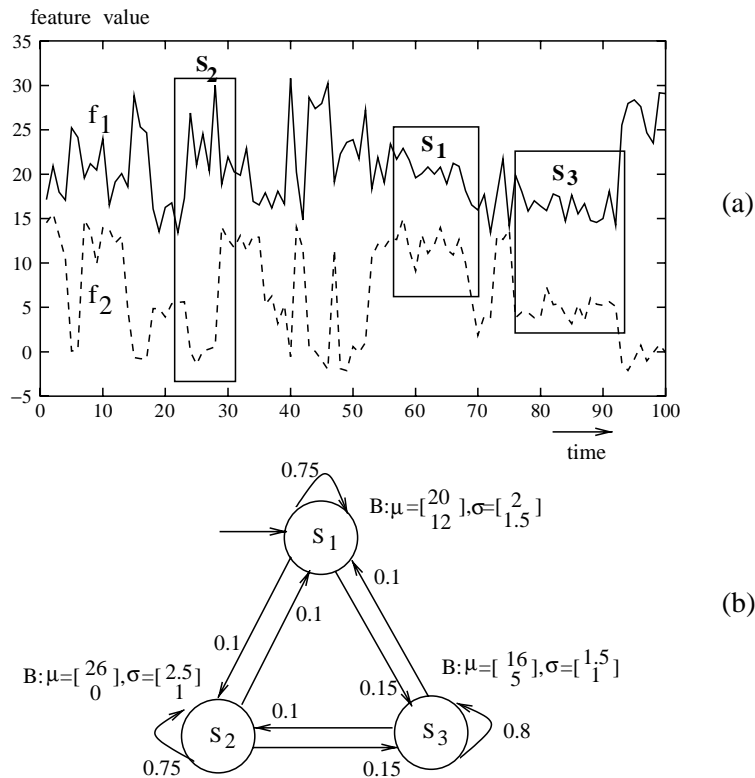 feature value
35
30
25
20
15
10
5
0
−5
0 10 20 30 40 50 60 70 80 90 100
time
f1
f2
S2
S1
S3
(a)
0.75
B:μ=[20 12],σ=[2 1.5]
S1
0.1
0.1
0.1
0.15
B:μ=[26 0],σ=[2.5 1]
B:μ=[16 5],σ=[1.5 1]
0.1
S2
S3
0.75
0.15
0.8
(b)